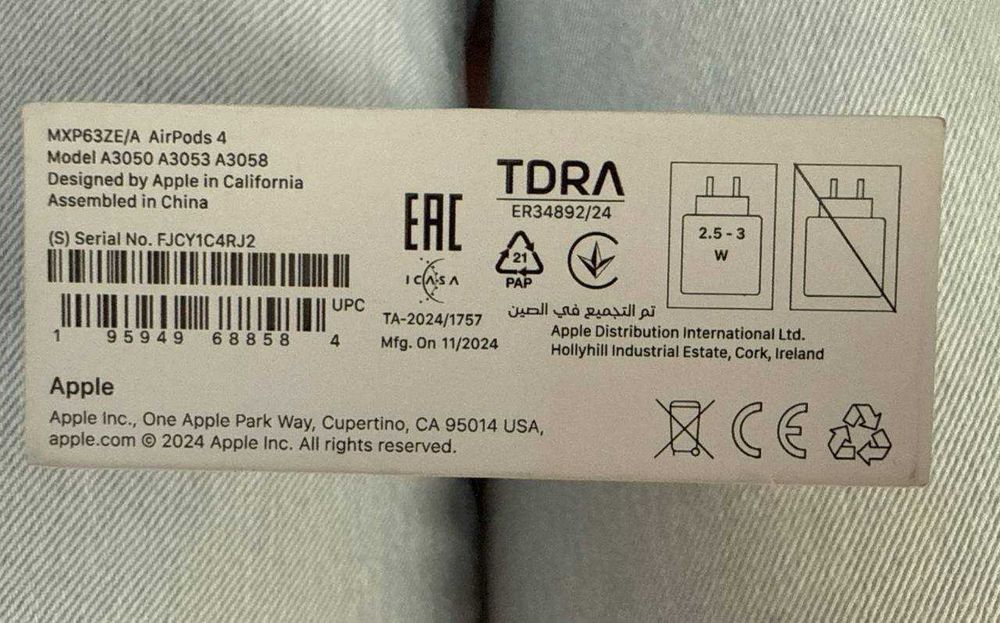 MXP63ZE/A AirPods 4
Model A3050 A3053 A3058
Designed by Apple in California
Assembled in China
(S) Serial No. FJCY1C4RJ2
UPC
1 95949 68858 4
EAC
ICASA
TA-2024/1757
Mfg. On 11/2024
TDRA
ER34892/24
21
PAP
تم التجميع في الصين
Apple Distribution International Ltd.
Hollyhill Industrial Estate, Cork, Ireland
2.5 - 3
W
Apple
Apple Inc., One Apple Park Way, Cupertino, CA 95014 USA,
apple.com © 2024 Apple Inc. All rights reserved.
CE